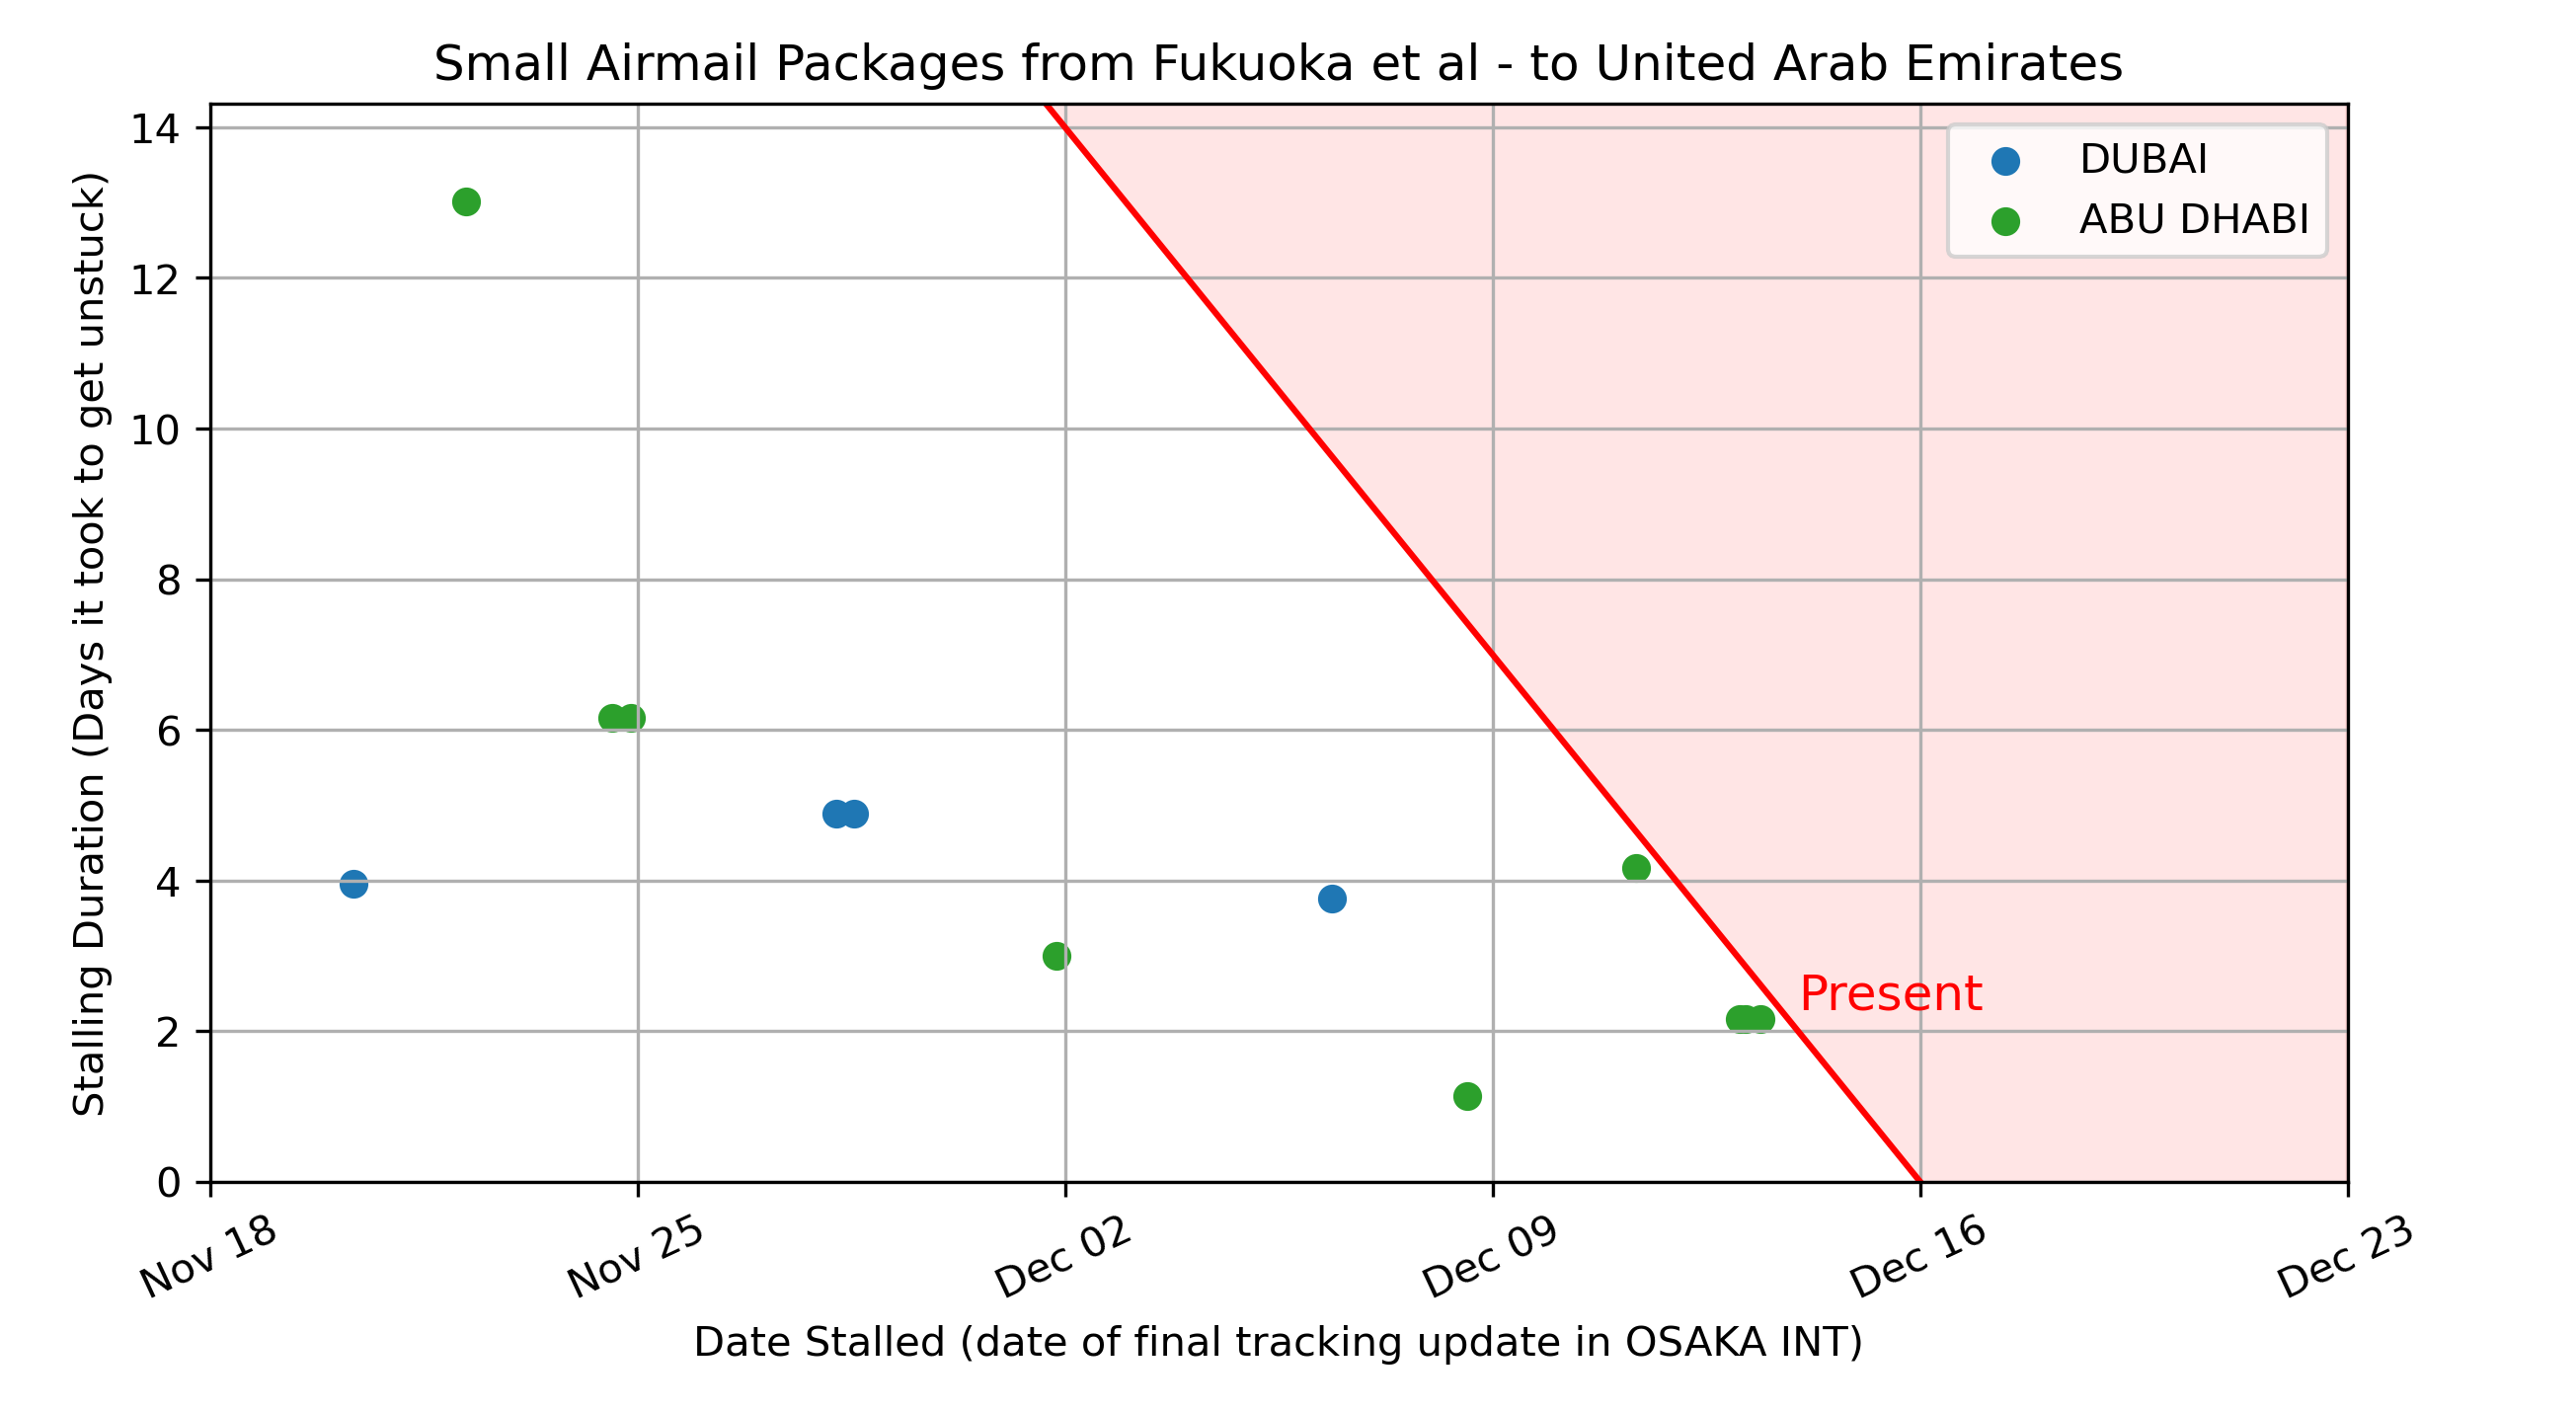 Small Airmail Packages from Fukuoka et al - to United Arab Emirates
Stalling Duration (Days it took to get unstuck)
14
12
10
8
6
4
2
0
DUBAI
ABU DHABI
Present
Nov 18
Nov 25
Dec 02
Dec 09
Dec 16
Dec 23
Date Stalled (date of final tracking update in OSAKA INT)